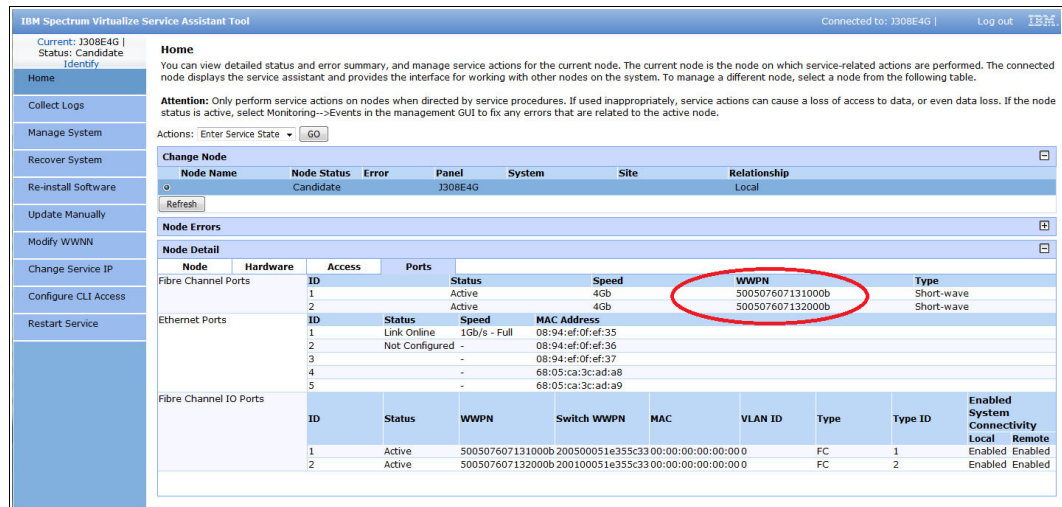 IBM Spectrum Virtualize Service Assistant Tool Connected to: J308E4G | Log out IBM.
Current: J308E4G |
Status: Candidate
Identify
Home
Collect Logs
Manage System
Recover System
Re-install Software
Update Manually
Modify WWNN
Change Service IP
Configure CLI Access
Restart Service
Home
You can view detailed status and error summary, and manage service actions for the current node. The current node is the node on which service-related actions are performed. The connected
node displays the service assistant and provides the interface for working with other nodes on the system. To manage a different node, select a node from the following table.
Attention: Only perform service actions on nodes when directed by service procedures. If used inappropriately, service actions can cause a loss of access to data, or even data loss. If the node
status is active, select Monitoring-->Events in the management GUI to fix any errors that are related to the active node.
Actions: Enter Service State GO
Change Node
Node Name Node Status Error Panel System Site Relationship
Candidate J308E4G Local
Refresh
Node Errors
Node Detail
Node Hardware Access Ports
Fibre Channel Ports ID Status Speed WWPN Type
1 Active 4Gb 500507607131000b Short-wave
2 Active 4Gb 500507607132000b Short-wave
Ethernet Ports ID Status Speed MAC Address
1 Link Online 1Gb/s - Full 08:94:ef:0f:ef:35
2 Not Configured - 08:94:ef:0f:ef:36
3 - 08:94:ef:0f:ef:37
4 - 68:05:ca:3c:ad:a8
5 - 68:05:ca:3c:ad:a9
Fibre Channel IO Ports
ID Status WWPN Switch WWPN MAC VLAN ID Type Type ID Enabled
System
Connectivity
Local Remote
1 Active 500507607131000b 200500051e355c33 00:00:00:00:00:00 0 FC 1 Enabled Enabled
2 Active 500507607132000b 200100051e355c33 00:00:00:00:00:00 0 FC 2 Enabled Enabled